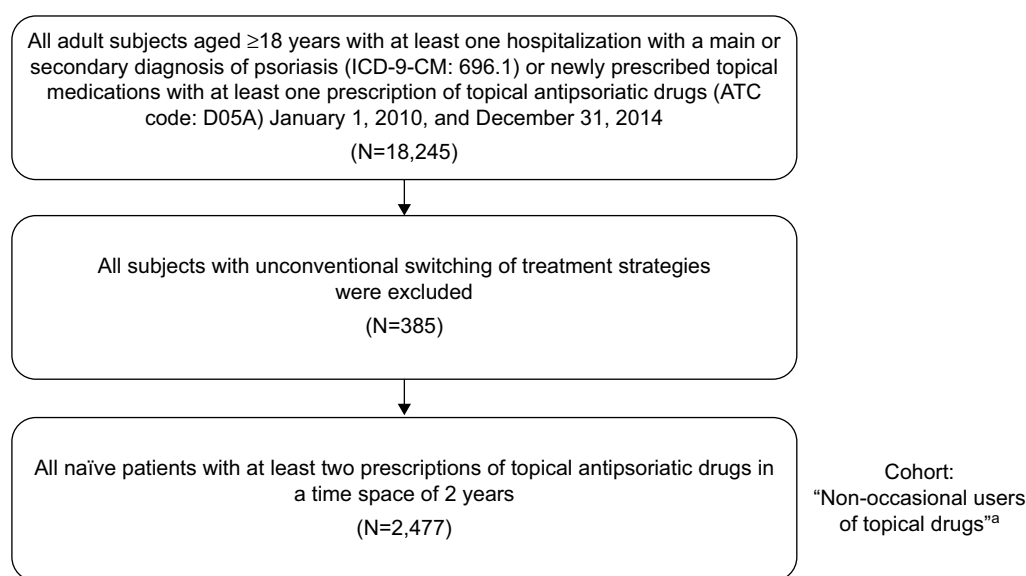 All adult subjects aged ≥18 years with at least one hospitalization with a main or
secondary diagnosis of psoriasis (ICD-9-CM: 696.1) or newly prescribed topical
medications with at least one prescription of topical antipsoriatic drugs (ATC
code: D05A) January 1, 2010, and December 31, 2014
(N=18,245)
All subjects with unconventional switching of treatment strategies
were excluded
(N=385)
All naïve patients with at least two prescriptions of topical antipsoriatic drugs in
a time space of 2 years
(N=2,477)
Cohort:
“Non-occasional users
of topical drugs”a